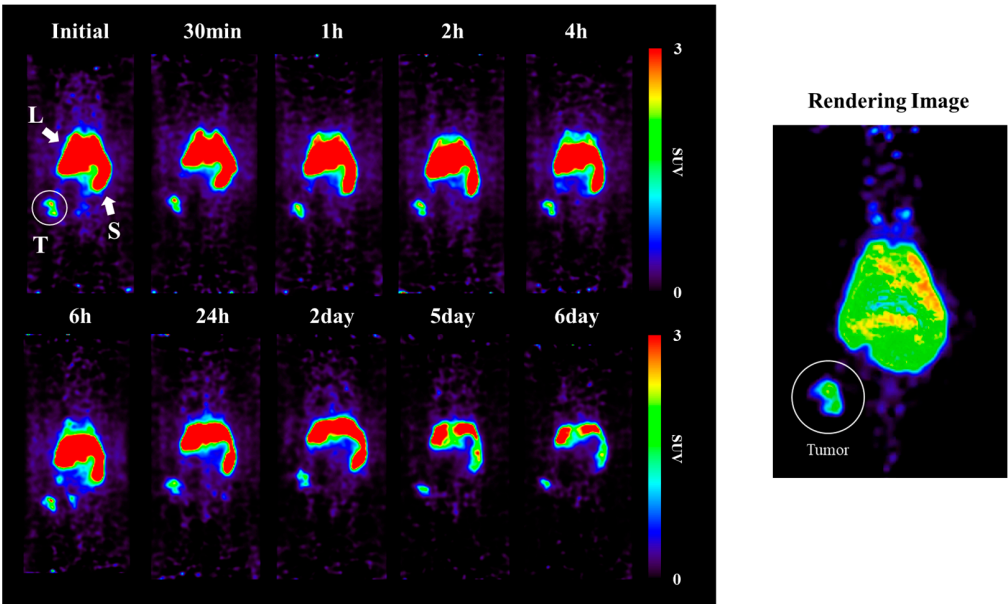 Initial 30min 1h 2h 4h
3
SUV
0
L
T
S
6h 24h 2day 5day 6day
3
SUV
0
Rendering Image
Tumor